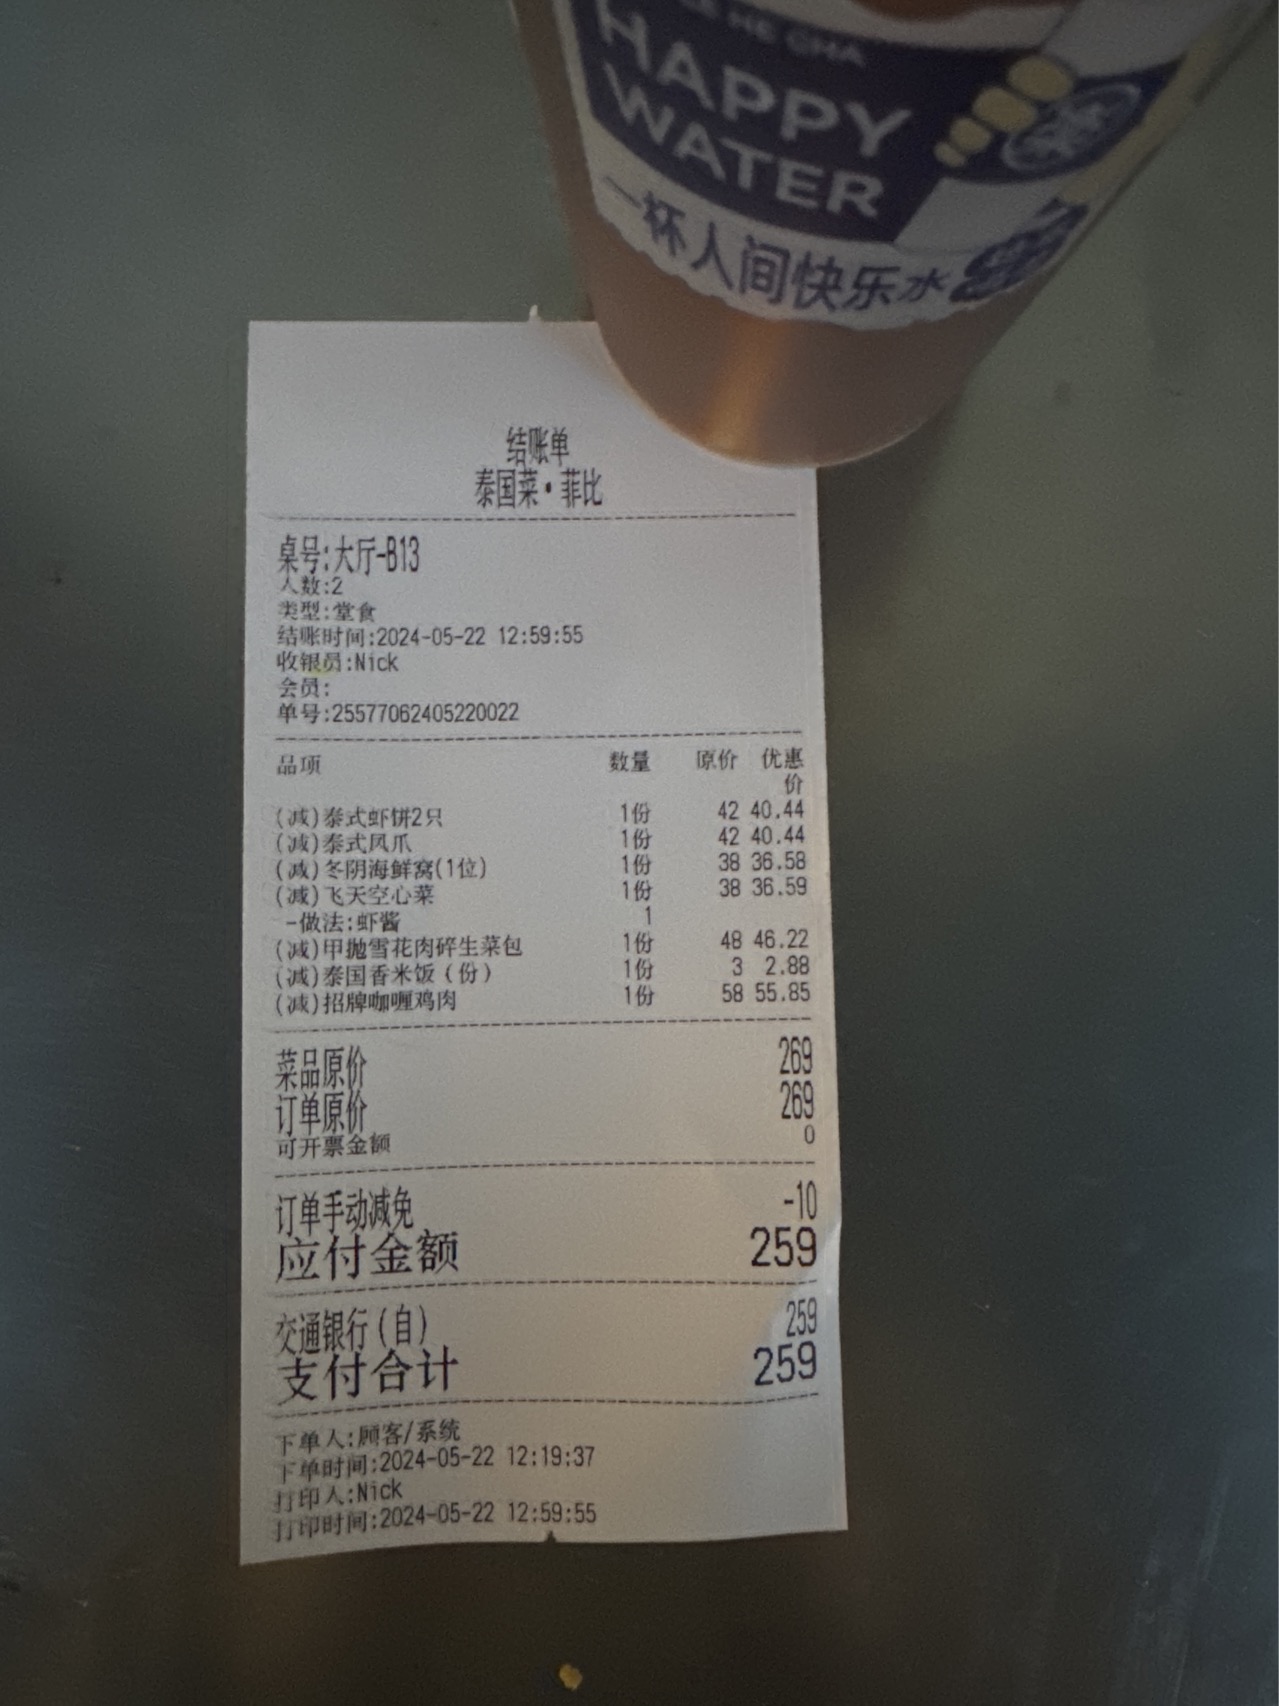 HE CHA
HAPPY
WATER
一杯人间快乐水
结账单
泰国菜·菲比
桌号:大厅-B13
人数:2
类型:堂食
结账时间:2024-05-22 12:59:55
收银员:Nick
会员:
单号:25577062405220022
品项 数量 原价 优惠
价
(减)泰式虾饼2只 1份 42 40.44
(减)泰式凤爪 1份 42 40.44
(减)冬阴海鲜窝(1位) 1份 38 36.58
(减)飞天空心菜 1份 38 36.59
-做法:虾酱 1
(减)甲抛雪花肉碎生菜包 1份 48 46.22
(减)泰国香米饭(份) 1份 3 2.88
(减)招牌咖喱鸡肉 1份 58 55.85
菜品原价 269
订单原价 269
可开票金额 0
订单手动减免 -10
应付金额 259
交通银行(自) 259
支付合计 259
下单人:顾客/系统
下单时间:2024-05-22 12:19:37
打印人:Nick
打印时间:2024-05-22 12:59:55